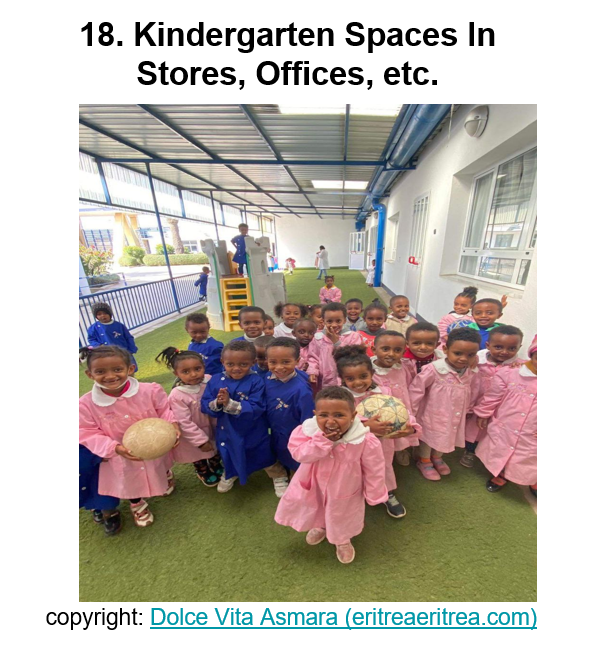 18. Kindergarten Spaces In
Stores, Offices, etc.
copyright: Dolce Vita Asmara (eritreaeritrea.com)